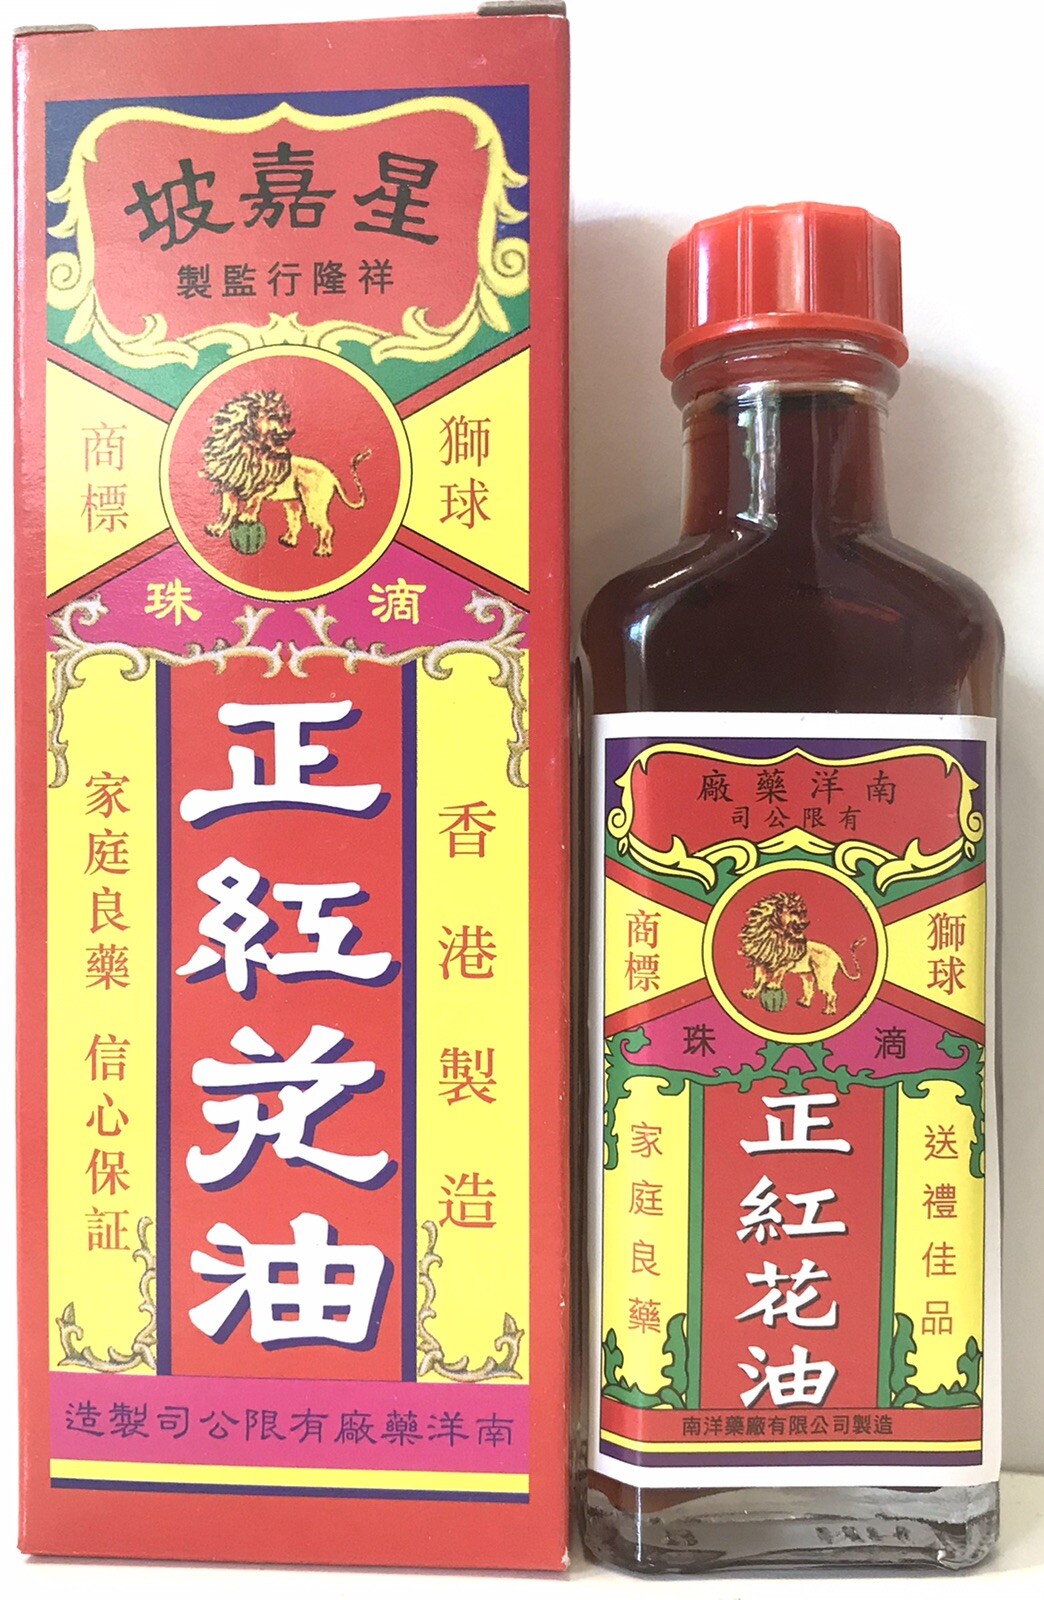 星嘉坡
祥隆行監製
獅球
商標
滴珠
正紅花油
香港製造
家庭良藥 信心保証
南洋藥廠有限公司製造
南洋藥廠
有限公司
獅球
商標
滴珠
正紅花油
送禮佳品
家庭良藥
南洋藥廠有限公司製造